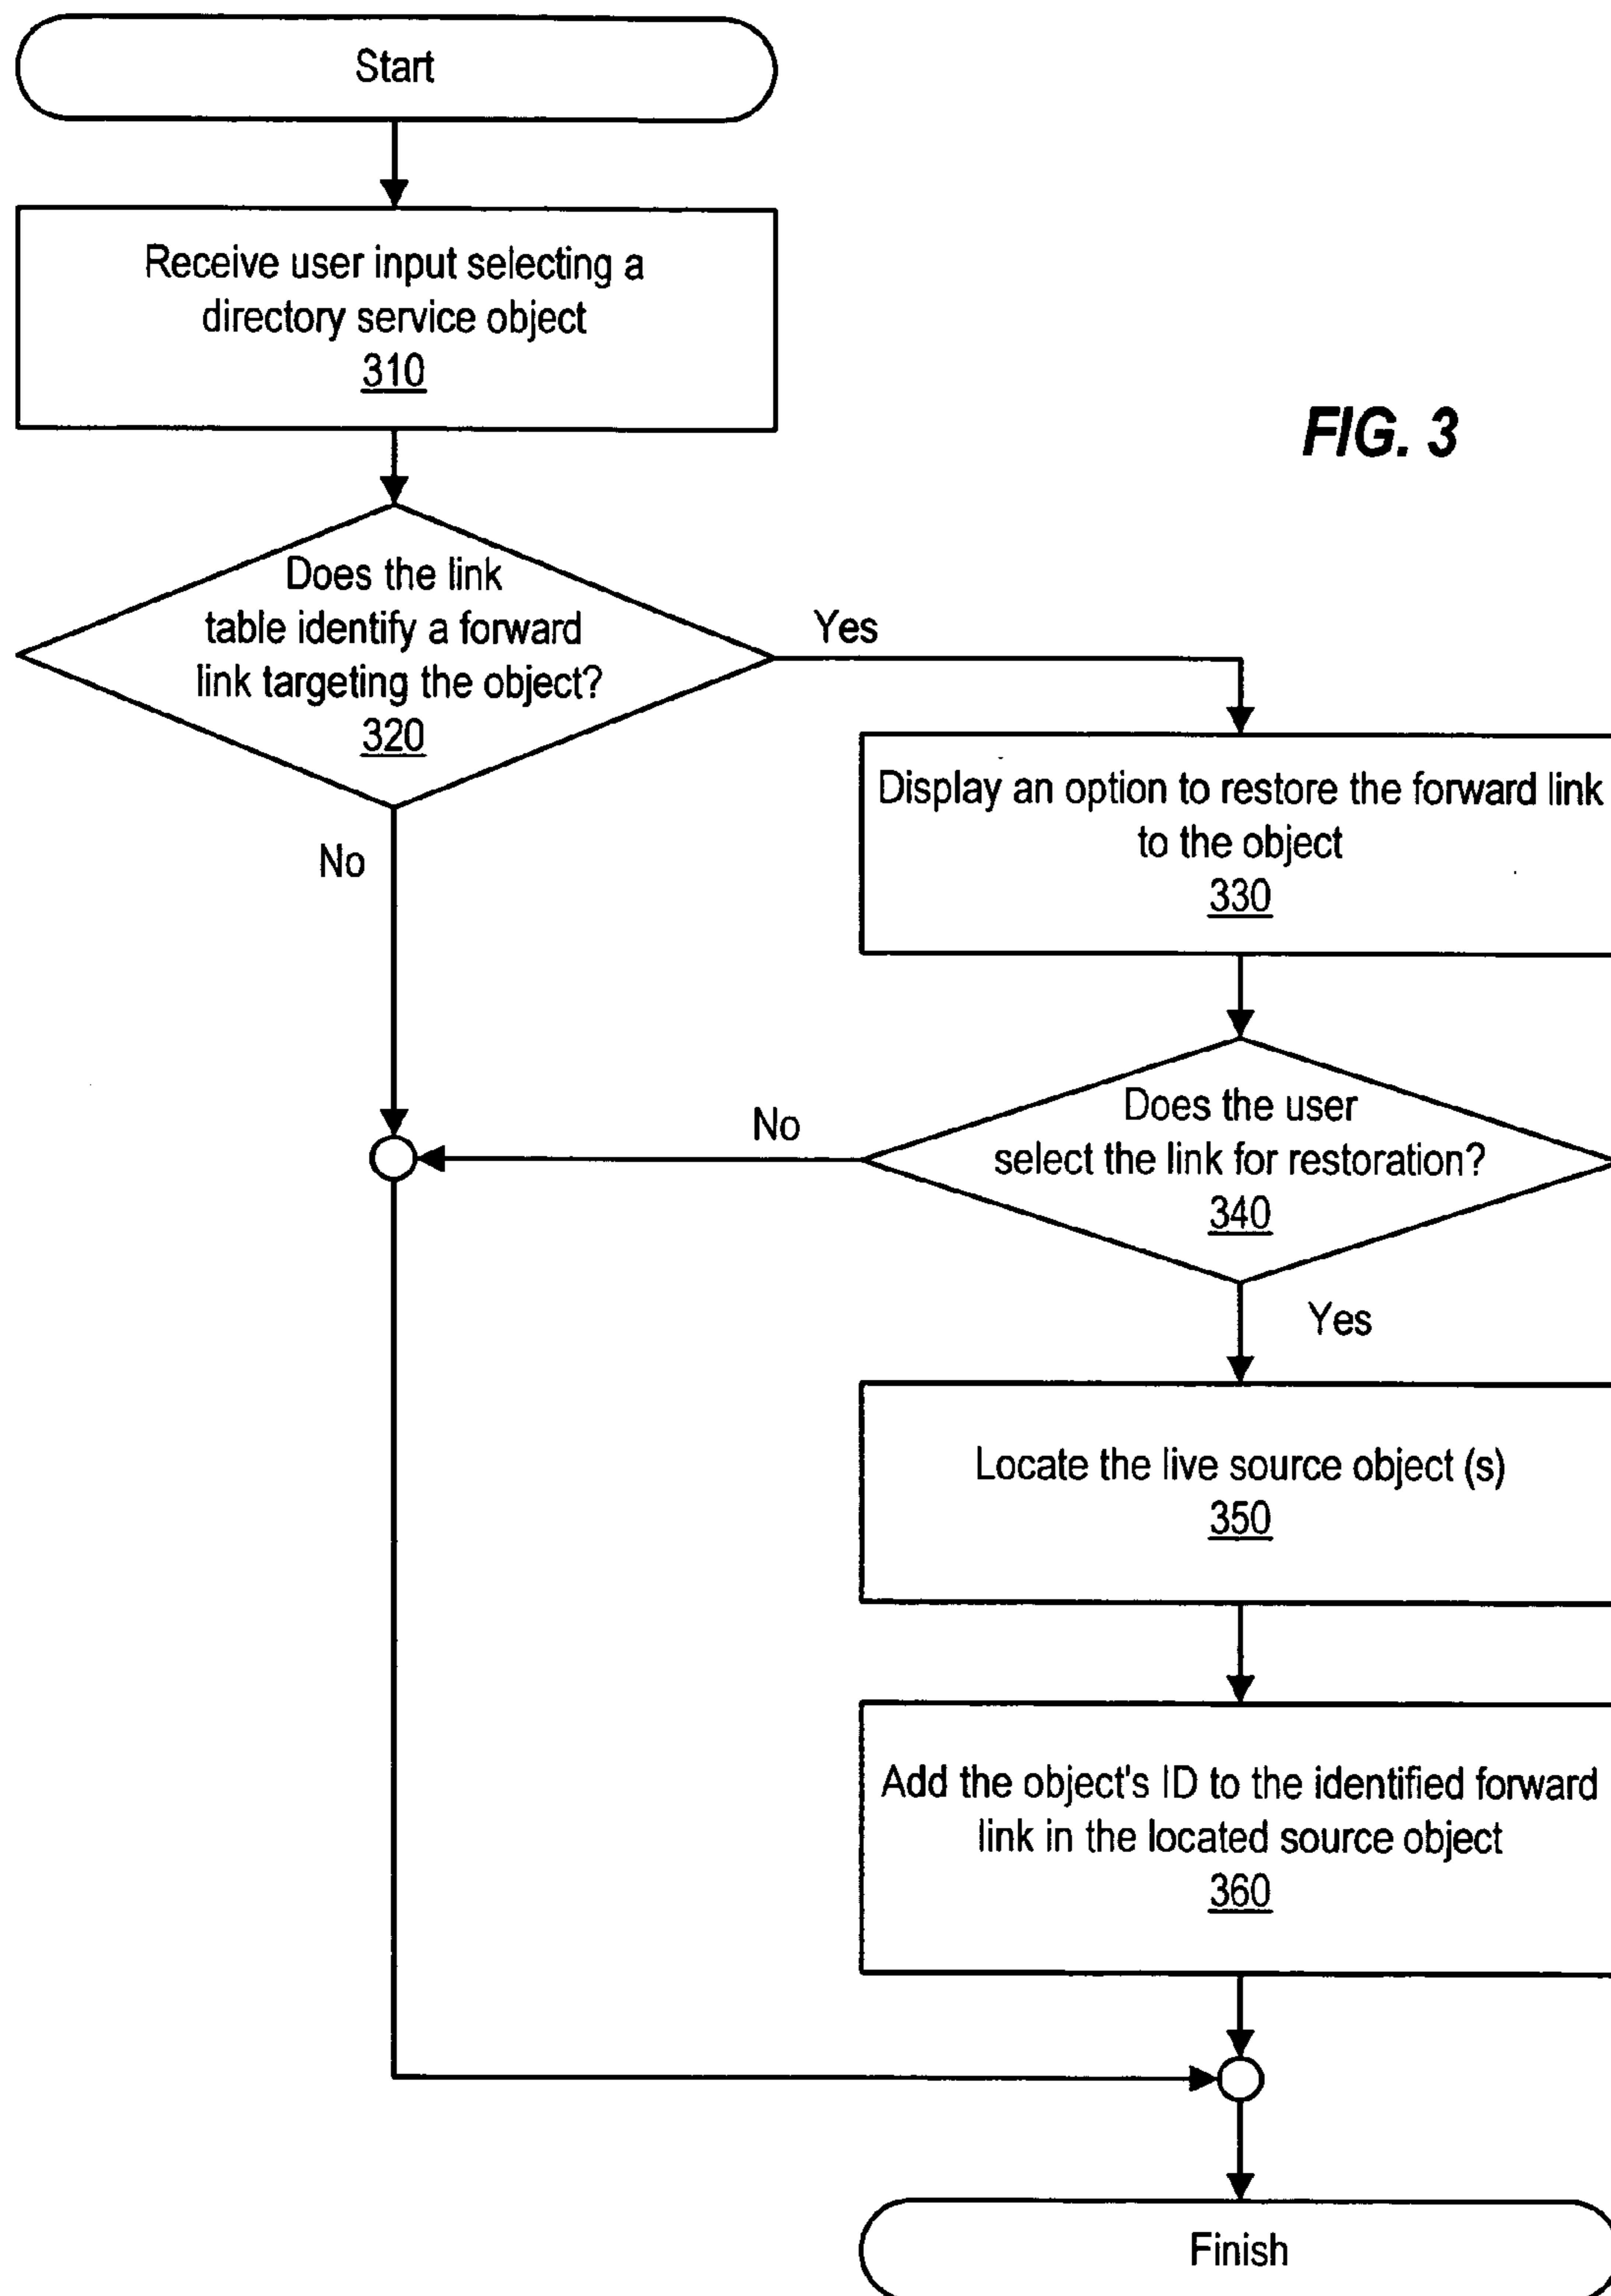 Start
Receive user input selecting a
directory service object
310
FIG. 3
Does the link
table identify a forward
link targeting the object?
320
Yes
No
Display an option to restore the forward link
to the object
330
Does the user
select the link for restoration?
340
No
Yes
Locate the live source object (s)
350
Add the object's ID to the identified forward
link in the located source object
360
Finish